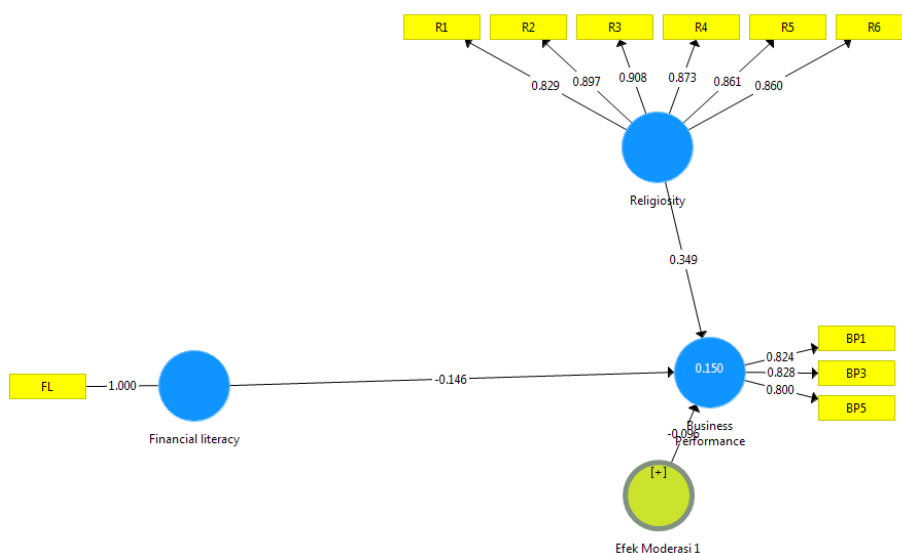 R1 R2 R3 R4 R5 R6
0.829 0.897 0.908 0.873 0.861 0.860
Religiosity
0.349
FL
1.000
Financial literacy
-0.146
0.150
Business
Performance
0.824
0.828
0.800
BP1
BP3
BP5
-0.096
[+]
Efek Moderasi 1